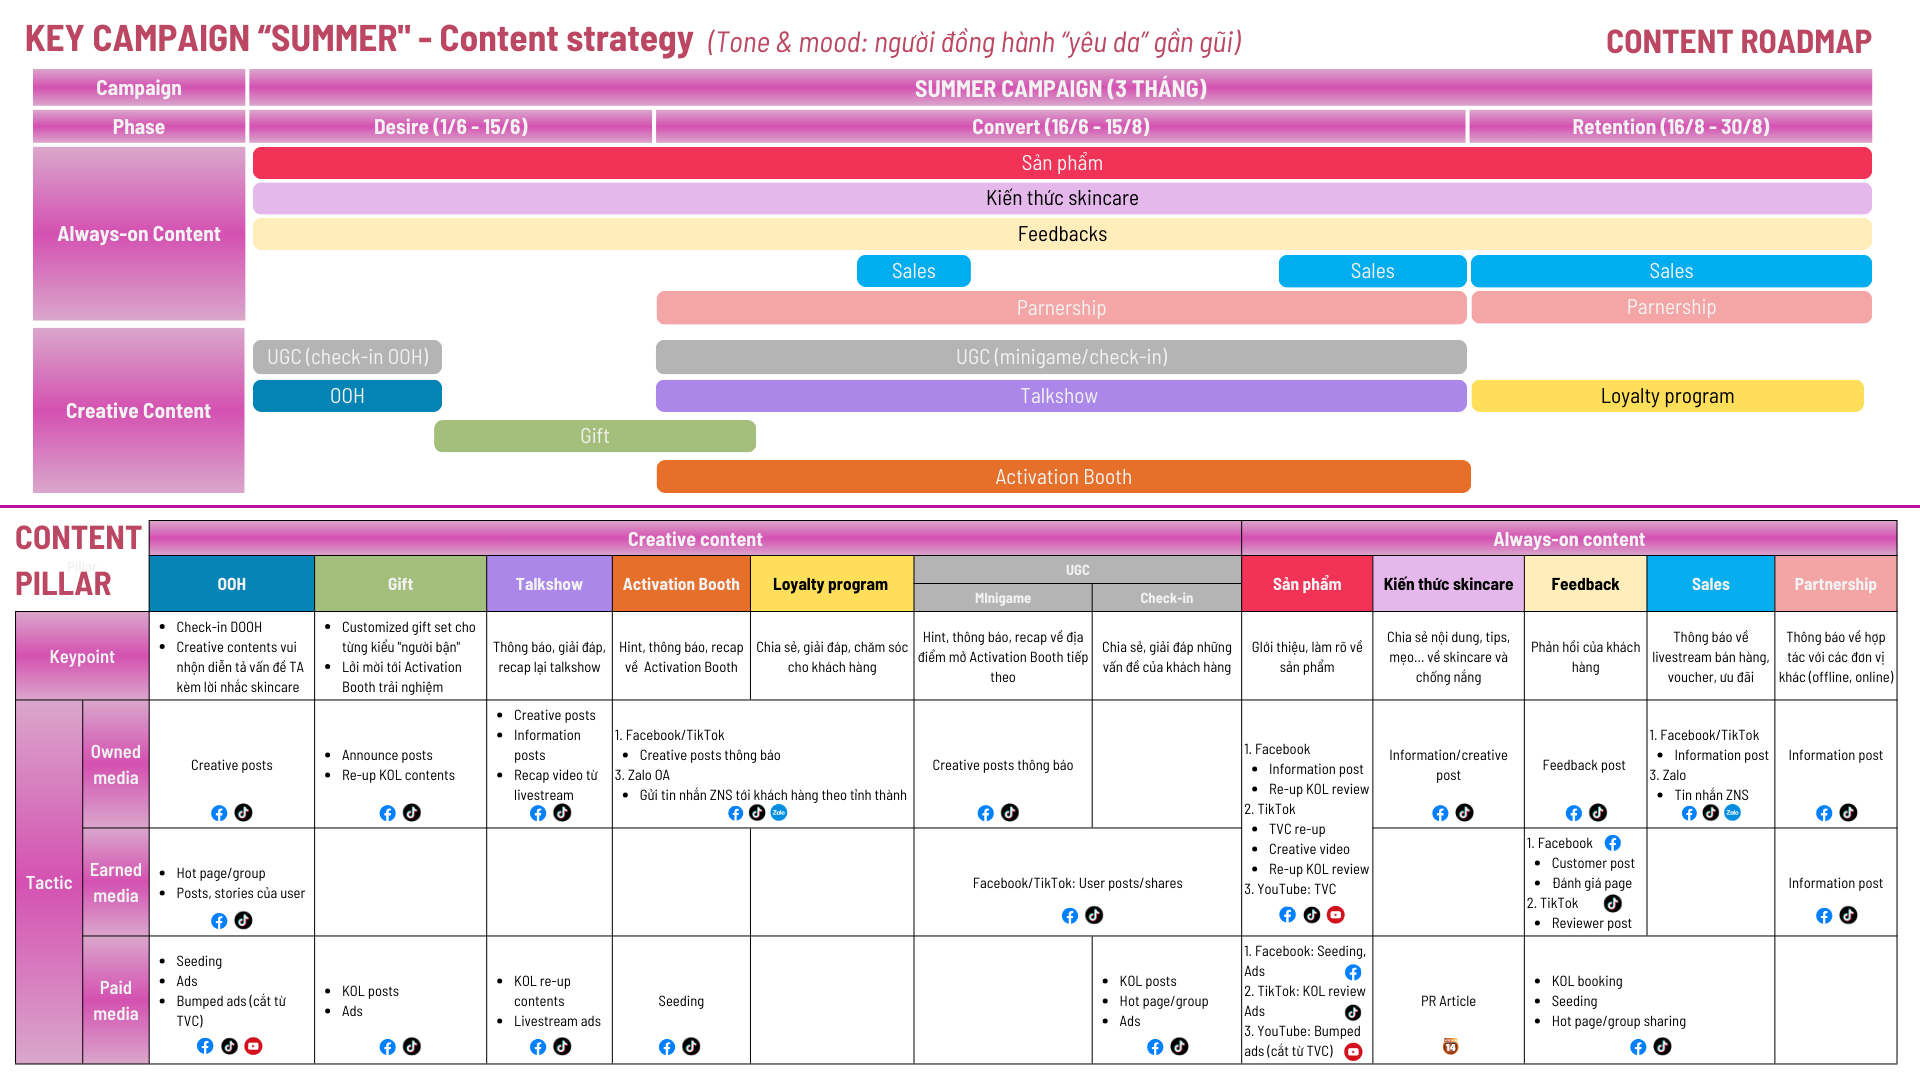 KEY CAMPAIGN “SUMMER" - Content strategy (Tone & mood: người đồng hành “yêu da” gần gũi)
CONTENT ROADMAP
Campaign
SUMMER CAMPAIGN (3 THÁNG)
Phase
Desire (1/6 - 15/6)
Convert (16/6 - 15/8)
Retention (16/8 - 30/8)
Always-on Content
Sản phẩm
Kiến thức skincare
Feedbacks
Sales
Sales
Sales
Parnership
Parnership
Creative Content
UGC (check-in OOH)
UGC (minigame/check-in)
OOH
Talkshow
Loyalty program
Gift
Activation Booth
CONTENT
PILLAR
Pillar
Creative content
Always-on content
OOH
Gift
Talkshow
Activation Booth
Loyalty program
UGC
MInigame
Check-in
Sản phẩm
Kiến thức skincare
Feedback
Sales
Partnership
Keypoint
• Check-in DOOH
• Creative contents vui
nhộn diễn tả vấn đề TA
kèm lời nhắc skincare
• Customized gift set cho
từng kiểu "người bận"
• Lời mời tới Activation
Booth trải nghiệm
Thông báo, giải đáp,
recap lại talkshow
Hint, thông báo, recap
về Activation Booth
Chia sẻ, giải đáp, chăm sóc
cho khách hàng
Hint, thông báo, recap về địa
điểm mở Activation Booth tiếp
theo
Chia sẻ, giải đáp những
vấn đề của khách hàng
GIới thiệu, làm rõ về
sản phẩm
Chia sẻ nội dung, tips,
mẹo... về skincare và
chống nắng
Phản hồi của khách
hàng
Thông báo về
livestream bán hàng,
voucher, ưu đãi
Thông báo về hợp
tác với các đơn vị
khác (offline, online)
Tactic
Owned
media
Creative posts
• Announce posts
• Re-up KOL contents
• Creative posts
• Information
posts
• Recap video từ
livestream
1. Facebook/TikTok
• Creative posts thông báo
3. Zalo OA
• Gửi tin nhắn ZNS tới khách hàng theo tỉnh thành
Zalo
Creative posts thông báo
1. Facebook
• Information post
• Re-up KOL review
2. TikTok
• TVC re-up
• Creative video
• Re-up KOL review
3. YouTube: TVC
Information/creative
post
Feedback post
1. Facebook/TikTok
• Information post
3. Zalo
• Tin nhắn ZNS
Zalo
Information post
Earned
media
• Hot page/group
• Posts, stories của user
Facebook/TikTok: User posts/shares
1. Facebook
• Customer post
• Đánh giá page
2. TikTok
• Reviewer post
Information post
Paid
media
• Seeding
• Ads
• Bumped ads (cắt từ
TVC)
• KOL posts
• Ads
• KOL re-up
contents
• Livestream ads
Seeding
• KOL posts
• Hot page/group
• Ads
1. Facebook: Seeding,
Ads
2. TikTok: KOL review
Ads
3. YouTube: Bumped
ads (cắt từ TVC)
PR Article
14
• KOL booking
• Seeding
• Hot page/group sharing